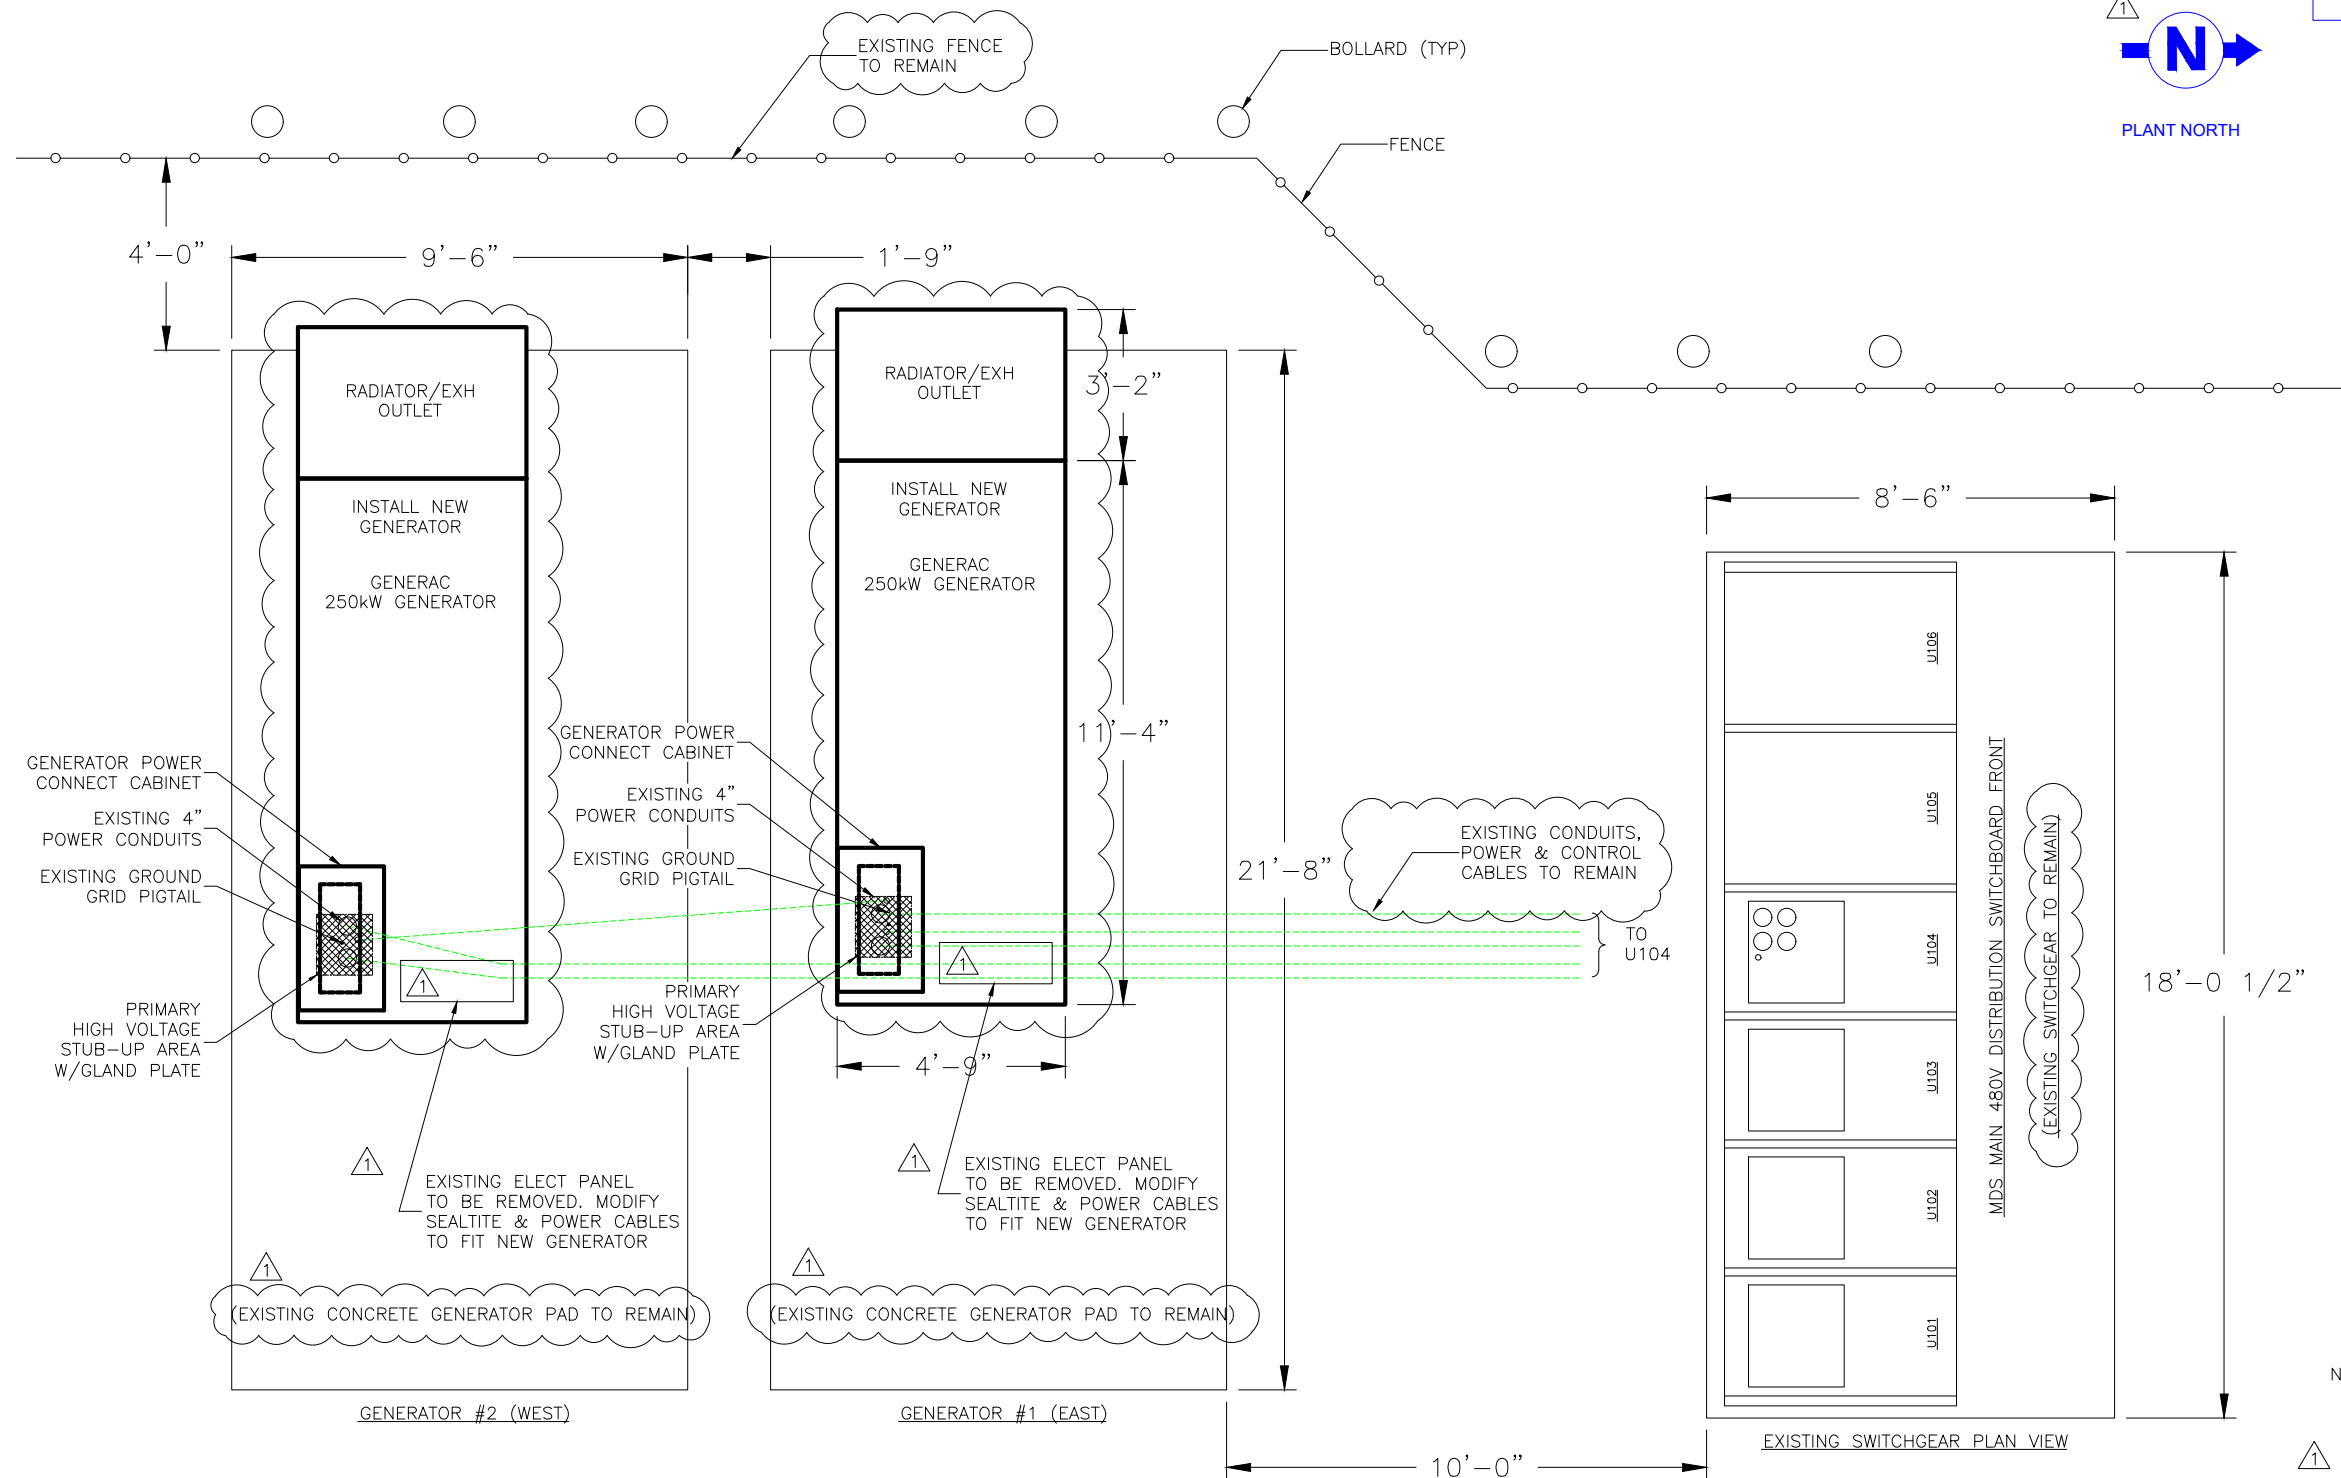 1
EXISTING FENCE
TO REMAIN
BOLLARD (TYP)
N
PLANT NORTH
FENCE
4'-0"
9'-6"
1'-9"
RADIATOR/EXH
OUTLET
RADIATOR/EXH
OUTLET
3'-2"
INSTALL NEW
GENERATOR
GENERAC
250kW GENERATOR
INSTALL NEW
GENERATOR
GENERAC
250kW GENERATOR
8'-6"
11'-4"
GENERATOR POWER
CONNECT CABINET
EXISTING 4"
POWER CONDUITS
EXISTING GROUND
GRID PIGTAIL
PRIMARY
HIGH VOLTAGE
STUB-UP AREA
W/GLAND PLATE
1
GENERATOR POWER
CONNECT CABINET
EXISTING 4"
POWER CONDUITS
EXISTING GROUND
GRID PIGTAIL
PRIMARY
HIGH VOLTAGE
STUB-UP AREA
W/GLAND PLATE
1
4'-9"
21'-8"
EXISTING CONDUITS,
POWER & CONTROL
CABLES TO REMAIN
TO
U104
U106
U105
U104
U103
U102
U101
MDS MAIN 480V DISTRIBUTION SWITCHBOARD FRONT
(EXISTING SWITCHGEAR TO REMAIN)
18'-0 1/2"
1
EXISTING ELECT PANEL
TO BE REMOVED. MODIFY
SEALTITE & POWER CABLES
TO FIT NEW GENERATOR
1
EXISTING ELECT PANEL
TO BE REMOVED. MODIFY
SEALTITE & POWER CABLES
TO FIT NEW GENERATOR
1
(EXISTING CONCRETE GENERATOR PAD TO REMAIN)
1
(EXISTING CONCRETE GENERATOR PAD TO REMAIN)
GENERATOR #2 (WEST)
GENERATOR #1 (EAST)
EXISTING SWITCHGEAR PLAN VIEW
10'-0"
N
1